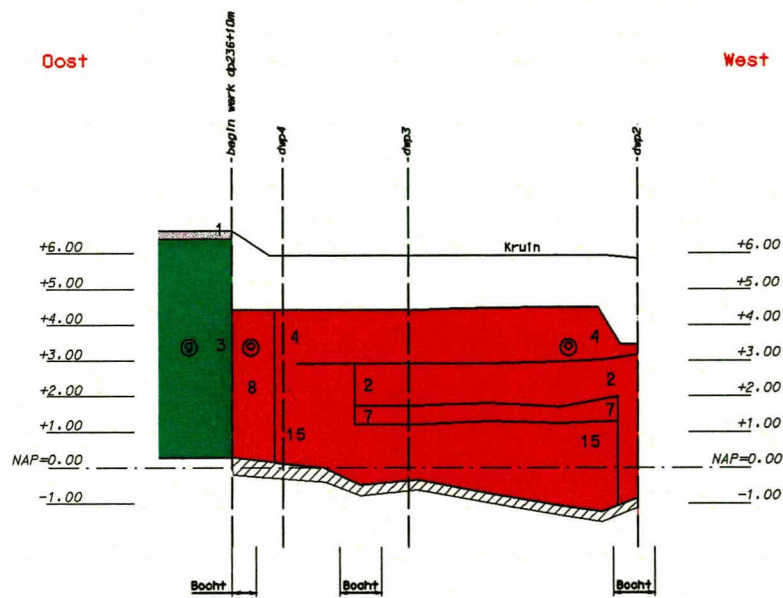 Oost
West
begin werk dp236+10m
dwp4
dwp3
dwp2
1
Kruin
+6.00
+6.00
+5.00
+5.00
+4.00
+4.00
3
4
4
+3.00
+3.00
8
2
2
+2.00
+2.00
7
7
+1.00
+1.00
15
15
NAP=0.00
NAP=0.00
-1.00
-1.00
Bocht
Bocht
Bocht